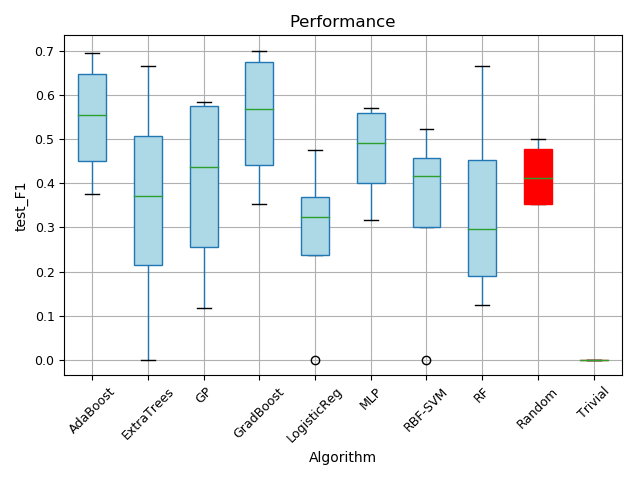 Performance
test_F1
0.7
0.6
0.5
0.4
0.3
0.2
0.1
0.0
AdaBoost
ExtraTrees
GP
GradBoost
LogisticReg
MLP
RBF-SVM
RF
Random
Trivial
Algorithm